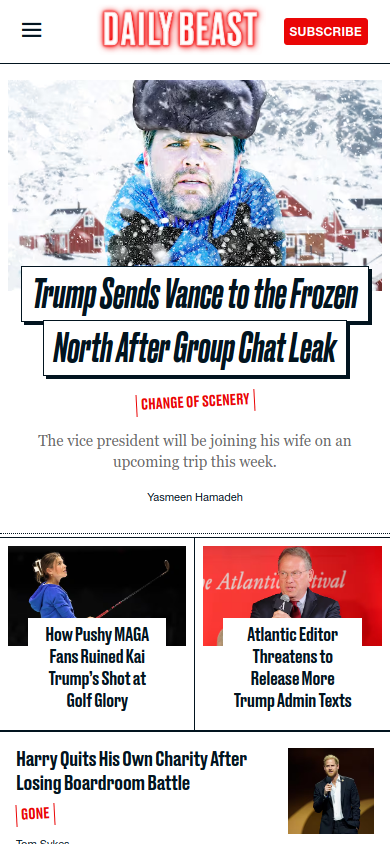 DAILY BEAST
SUBSCRIBE
Trump Sends Vance to the Frozen
North After Group Chat Leak
CHANGE OF SCENERY
The vice president will be joining his wife on an
upcoming trip this week.
Yasmeen Hamadeh
e Atlantic
stival
How Pushy MAGA
Fans Ruined Kai
Trump's Shot at
Golf Glory
Atlantic Editor
Threatens to
Release More
Trump Admin Texts
Harry Quits His Own Charity After
Losing Boardroom Battle
GONE
Tom Sykes